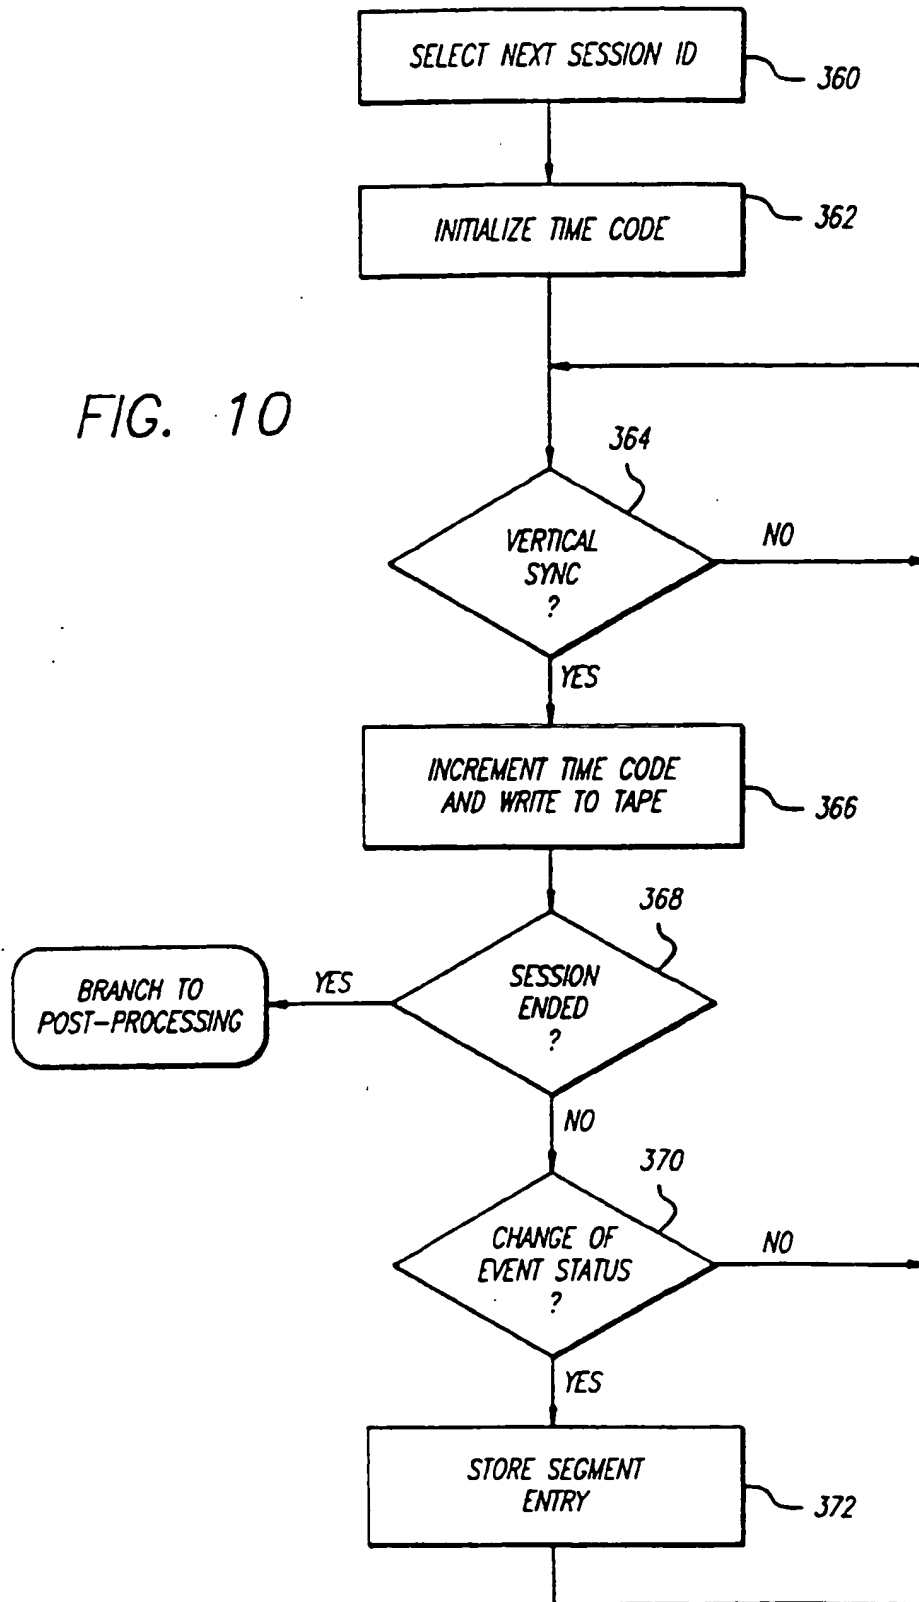 SELECT NEXT SESSION ID
360
INITIALIZE TIME CODE
362
FIG. 10
364
VERTICAL
SYNC
?
NO
YES
INCREMENT TIME CODE
AND WRITE TO TAPE
366
368
SESSION
ENDED
?
YES
BRANCH TO
POST-PROCESSING
NO
370
CHANGE OF
EVENT STATUS
?
NO
YES
STORE SEGMENT
ENTRY
372